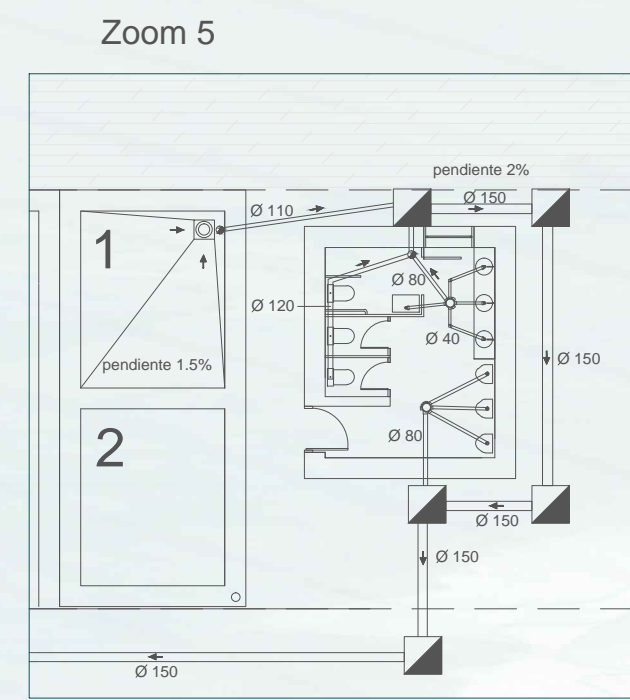 Zoom 5
pendiente 2%
Ø 150
Ø 110
1
Ø 80
Ø 120
Ø 40
Ø 150
pendiente 1.5%
2
Ø 80
Ø 150
Ø 150
Ø 150